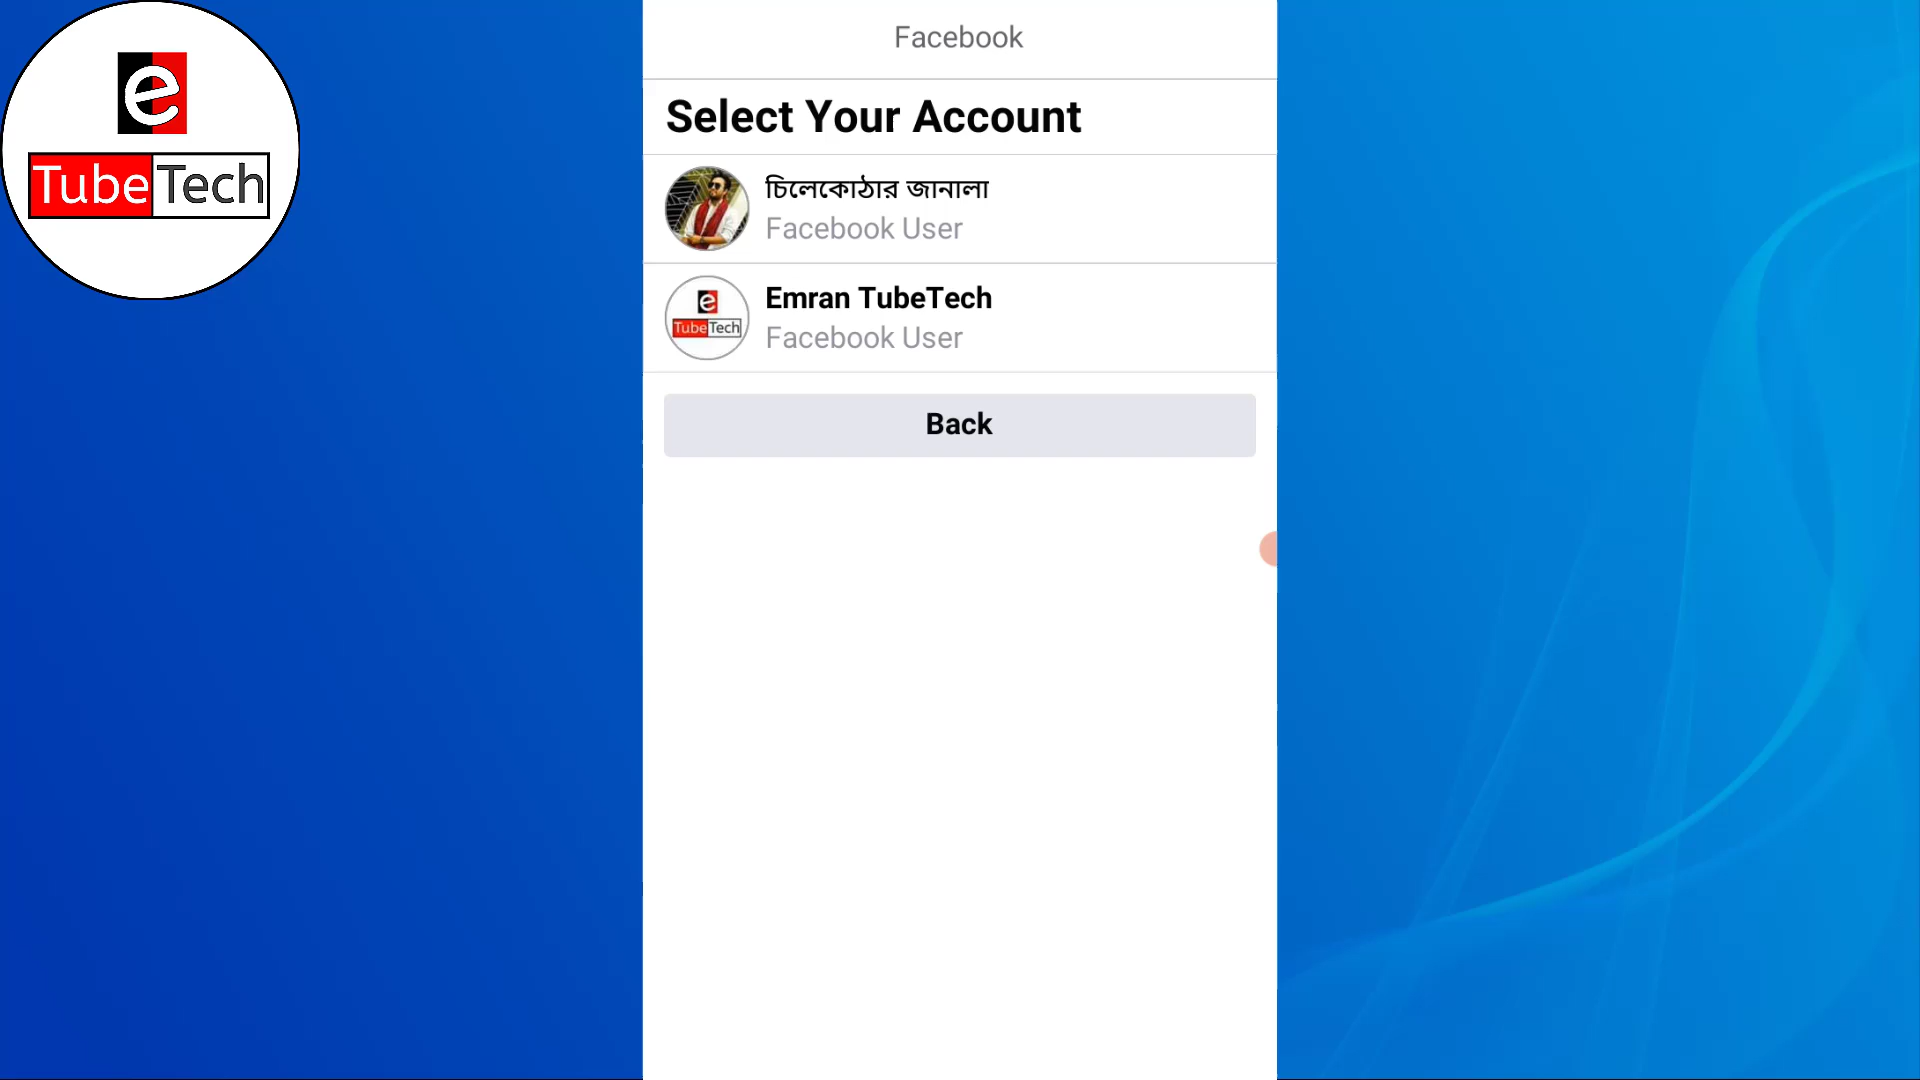 e
TubeTech
Facebook
Select Your Account
চিলেকোঠার জানালা
Facebook User
e
TubeTech
Emran TubeTech
Facebook User
Back